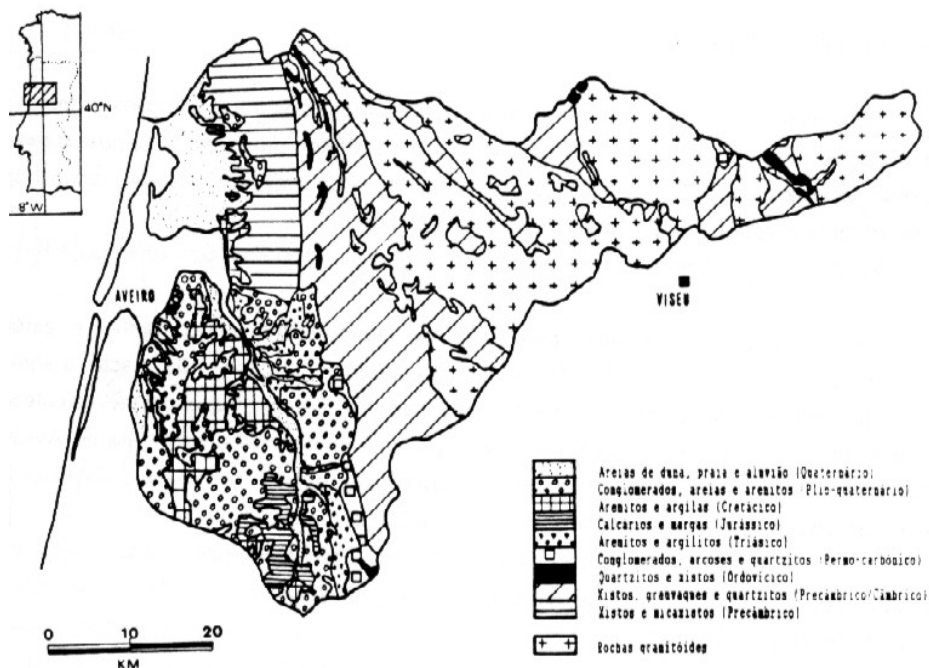 40°N
8°W
AVEIRO
VISEU
Areias de duna, praia e aluvião (Quaternário)
Conglomerados, areias e arenitos (Plio-quaternário)
Arenitos e argilas (Cretácico)
Calcarios e margas (Jurássico)
Arenitos e argilitos (Triásico)
Conglomerados, arcoses e quartzitos (Permo-carbónico)
Quartzitos e xistos (Ordovícico)
Xistos, grauvaques e quartzitos (Precâmbrico/Câmbrico)
Xistos e micaxistos (Precâmbrico)
Rochas granitóides
0 10 20
KM